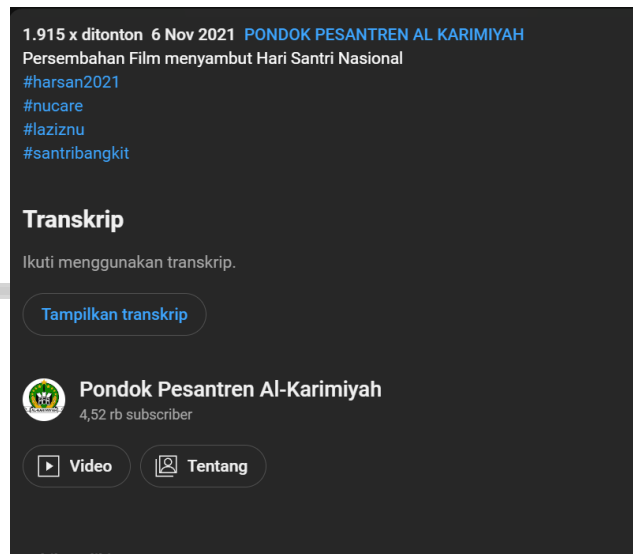 1.915 x ditonton  6 Nov 2021  PONDOK PESANTREN AL KARIMIYAH
Persembahan Film menyambut Hari Santri Nasional
#harsan2021
#nucare
#laziznu
#santribangkit
Transkrip
Ikuti menggunakan transkrip.
Tampilkan transkrip
Pondok Pesantren Al-Karimiyah
4,52 rb subscriber
Video
Tentang